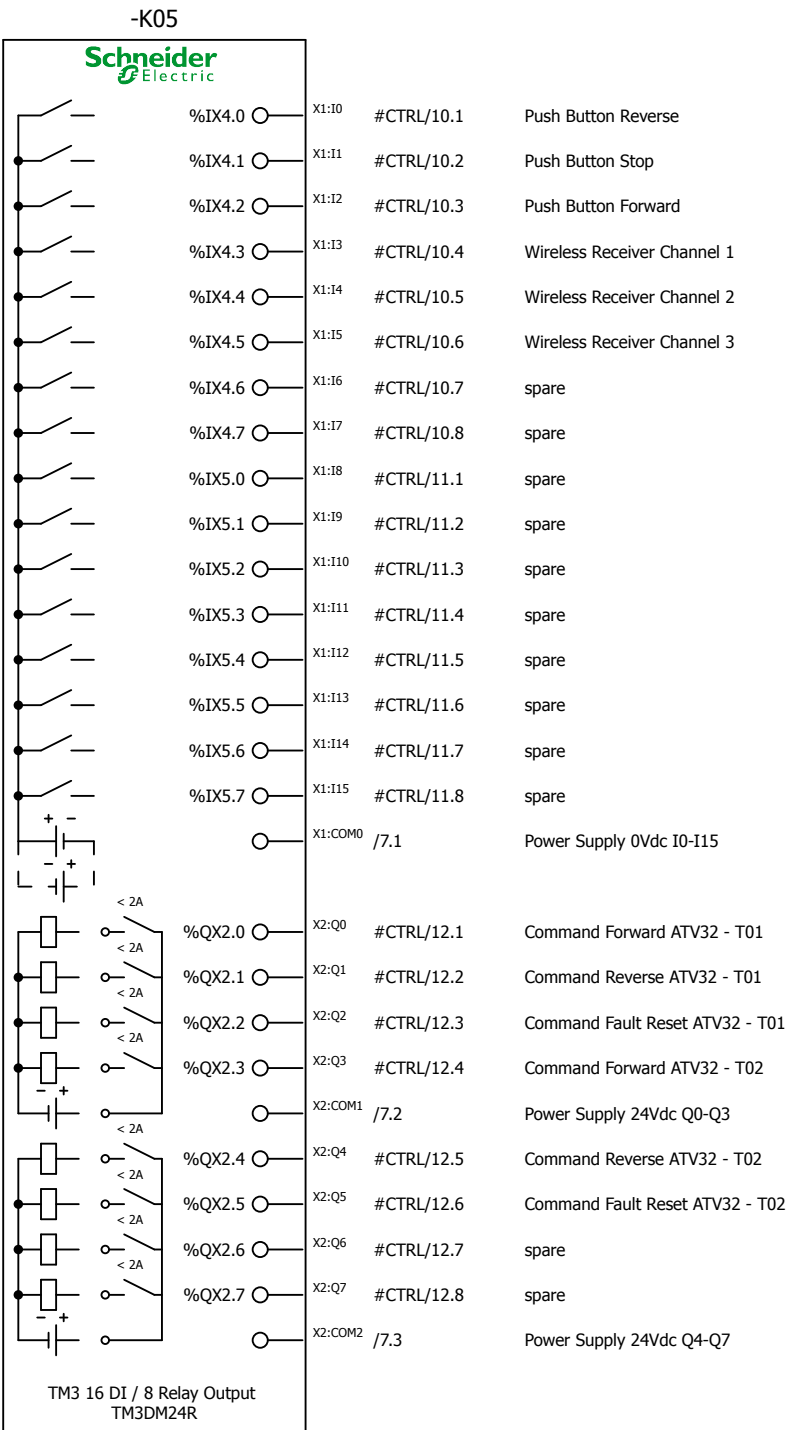 -K05
Schneider
Electric
%IX4.0 X1:I0 #CTRL/10.1 Push Button Reverse
%IX4.1 X1:I1 #CTRL/10.2 Push Button Stop
%IX4.2 X1:I2 #CTRL/10.3 Push Button Forward
%IX4.3 X1:I3 #CTRL/10.4 Wireless Receiver Channel 1
%IX4.4 X1:I4 #CTRL/10.5 Wireless Receiver Channel 2
%IX4.5 X1:I5 #CTRL/10.6 Wireless Receiver Channel 3
%IX4.6 X1:I6 #CTRL/10.7 spare
%IX4.7 X1:I7 #CTRL/10.8 spare
%IX5.0 X1:I8 #CTRL/11.1 spare
%IX5.1 X1:I9 #CTRL/11.2 spare
%IX5.2 X1:I10 #CTRL/11.3 spare
%IX5.3 X1:I11 #CTRL/11.4 spare
%IX5.4 X1:I12 #CTRL/11.5 spare
%IX5.5 X1:I13 #CTRL/11.6 spare
%IX5.6 X1:I14 #CTRL/11.7 spare
%IX5.7 X1:I15 #CTRL/11.8 spare
+ -
X1:COM0 /7.1 Power Supply 0Vdc I0-I15
- +
< 2A
%QX2.0 X2:Q0 #CTRL/12.1 Command Forward ATV32 - T01
< 2A
%QX2.1 X2:Q1 #CTRL/12.2 Command Reverse ATV32 - T01
< 2A
%QX2.2 X2:Q2 #CTRL/12.3 Command Fault Reset ATV32 - T01
< 2A
%QX2.3 X2:Q3 #CTRL/12.4 Command Forward ATV32 - T02
- +
X2:COM1 /7.2 Power Supply 24Vdc Q0-Q3
< 2A
%QX2.4 X2:Q4 #CTRL/12.5 Command Reverse ATV32 - T02
< 2A
%QX2.5 X2:Q5 #CTRL/12.6 Command Fault Reset ATV32 - T02
< 2A
%QX2.6 X2:Q6 #CTRL/12.7 spare
< 2A
%QX2.7 X2:Q7 #CTRL/12.8 spare
- +
X2:COM2 /7.3 Power Supply 24Vdc Q4-Q7
TM3 16 DI / 8 Relay Output
TM3DM24R